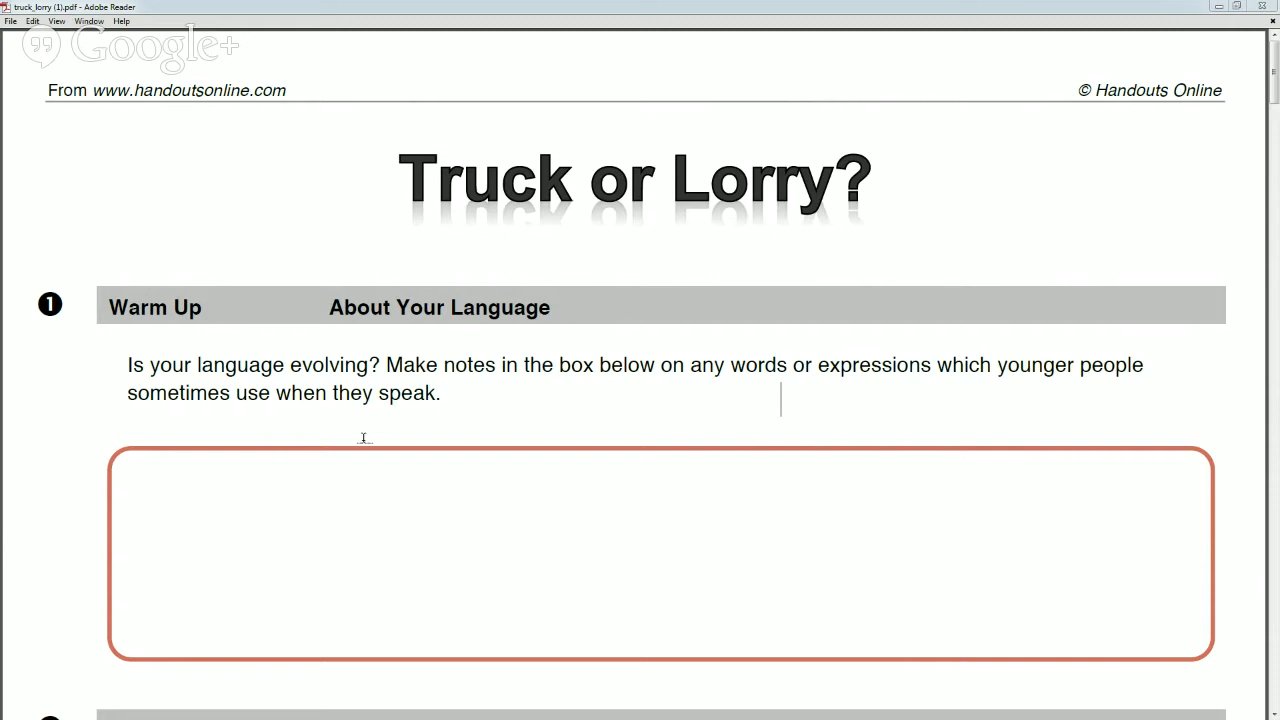 truck_lorry (1).pdf - Adobe Reader
File Edit View Window Help
Google+
From www.handoutsonline.com
© Handouts Online
Truck or Lorry?
1 Warm Up About Your Language
Is your language evolving? Make notes in the box below on any words or expressions which younger people
sometimes use when they speak.